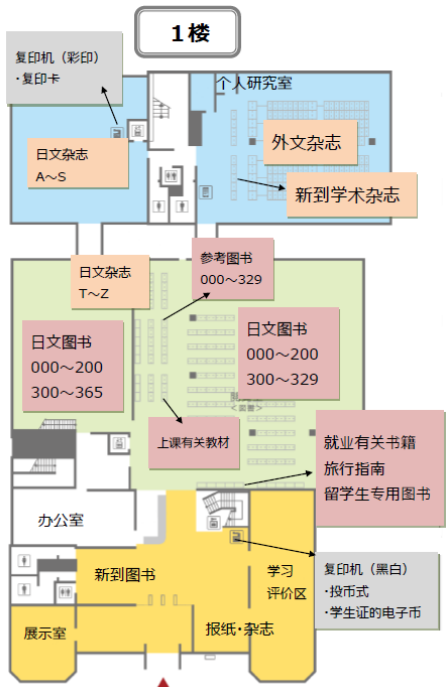 1楼
复印机（彩印）
·复印卡
个人研究室
日文杂志
A～S
外文杂志
新到学术杂志
日文杂志
T～Z
参考图书
000～329
日文图书
000～200
300～365
日文图书
000～200
300～329
上课有关教材
就业有关书籍
旅行指南
留学生专用图书
办公室
新到图书
学习
评价区
复印机（黑白）
·投币式
·学生证的电子币
展示室
报纸·杂志